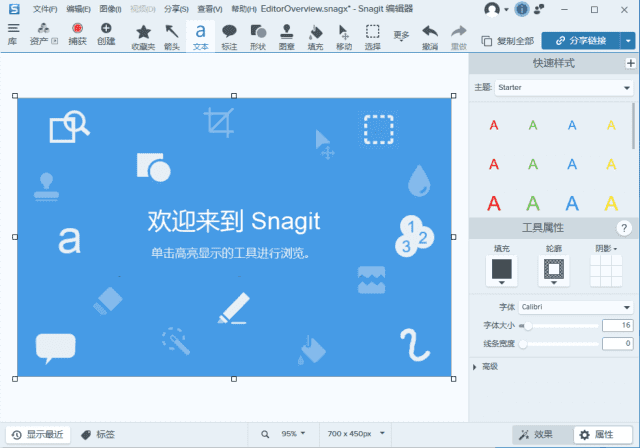 S 文件(F) 编辑(E) 图像(I) 视频(D) 分享(S) 查看(V) 帮助(H) EditorOverview.snagx* - Snagit 编辑器
库 资产 捕获 创建 收藏夹 箭头 a 文本 标注 形状 图章 填充 移动 选择 更多 撤消 重做 复制全部 分享链接
快速样式
主题: Starter
A A A A
A A A A
A A A A
工具属性 ?
填充 轮廓 阴影
字体 Calibri
字体大小 16
线条宽度 0
高级
欢迎来到 Snagit
单击高亮显示的工具进行浏览。
a
1
3 2
显示最近 标签 95% 700 x 450px 效果 属性